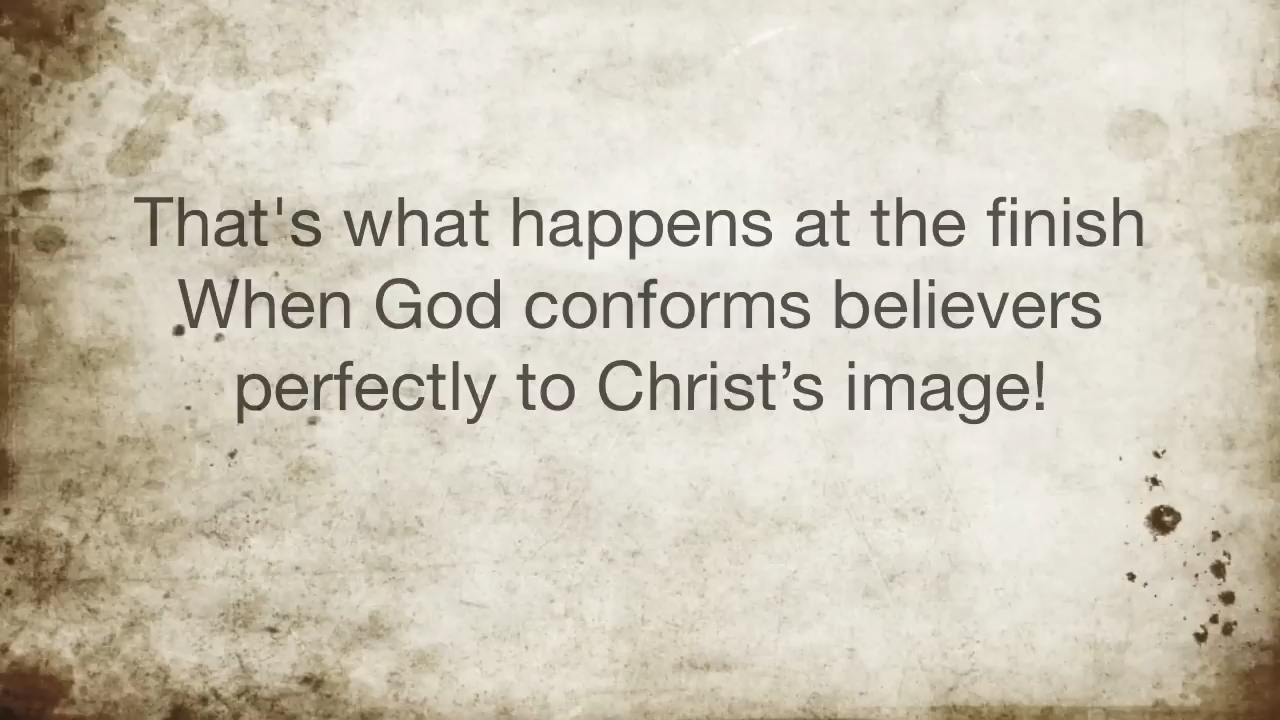 That's what happens at the finish
When God conforms believers
perfectly to Christ’s image!